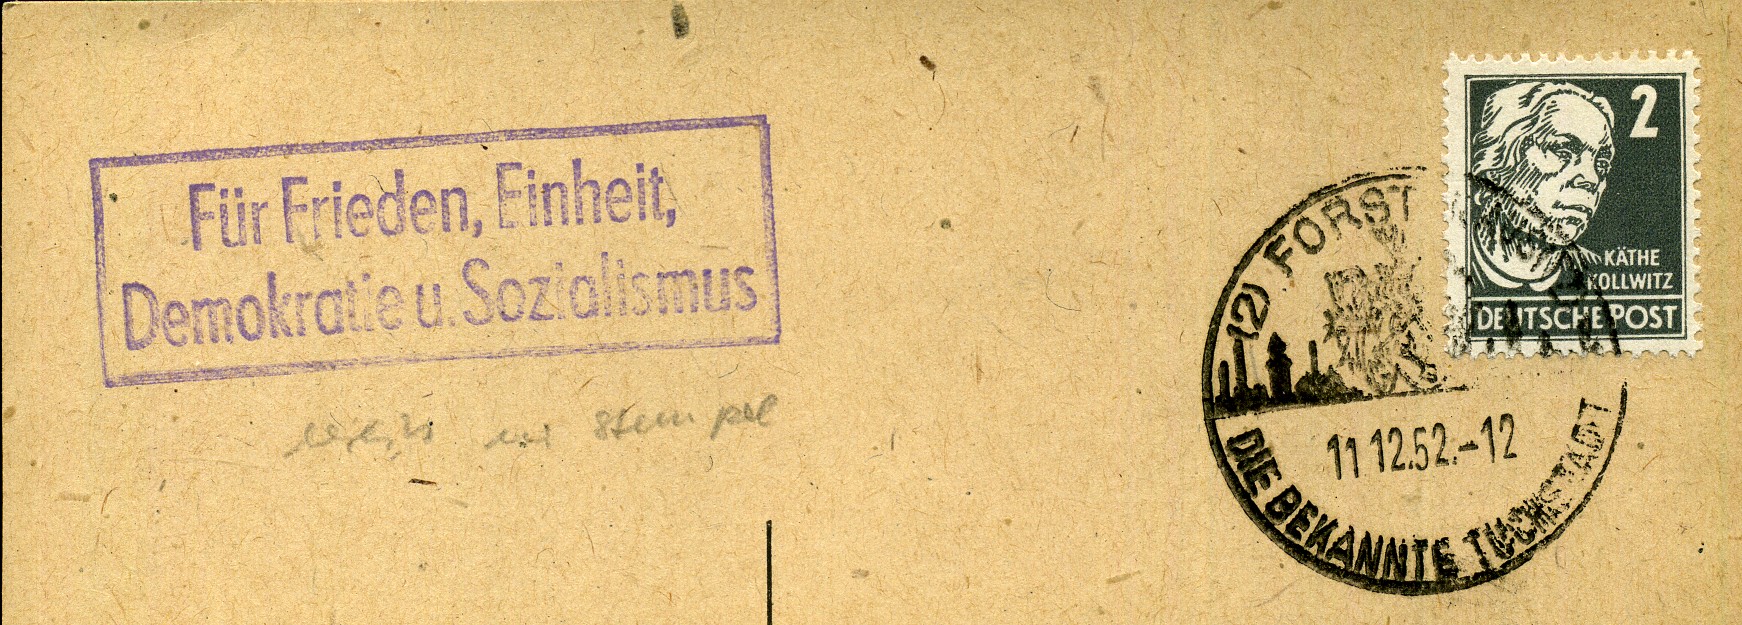 Für Frieden, Einheit,
Demokratie u. Sozialismus
Stempel
2
KÄTHE
KOLLWITZ
DEUTSCHE POST
(12) FORST
11 12.52.-12
DIE BEKANNTE TUCHSTADT